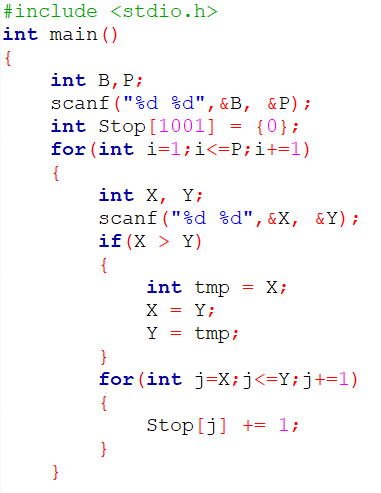 #include <stdio.h>
int main()
{
    int B,P;
    scanf("%d %d",&B, &P);
    int Stop[1001] = {0};
    for(int i=1;i<=P;i+=1)
    {
        int X, Y;
        scanf("%d %d",&X, &Y);
        if(X > Y)
        {
            int tmp = X;
            X = Y;
            Y = tmp;
        }
        for(int j=X;j<=Y;j+=1)
        {
            Stop[j] += 1;
        }
    }